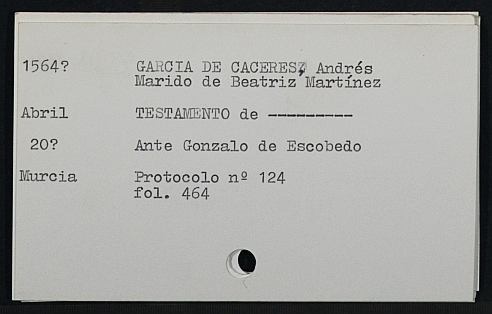 1564? GARCIA DE CACERES, Andrés
Marido de Beatriz Martínez
Abril TESTAMENTO de ---------
20? Ante Gonzalo de Escobedo
Murcia Protocolo nº 124
fol. 464